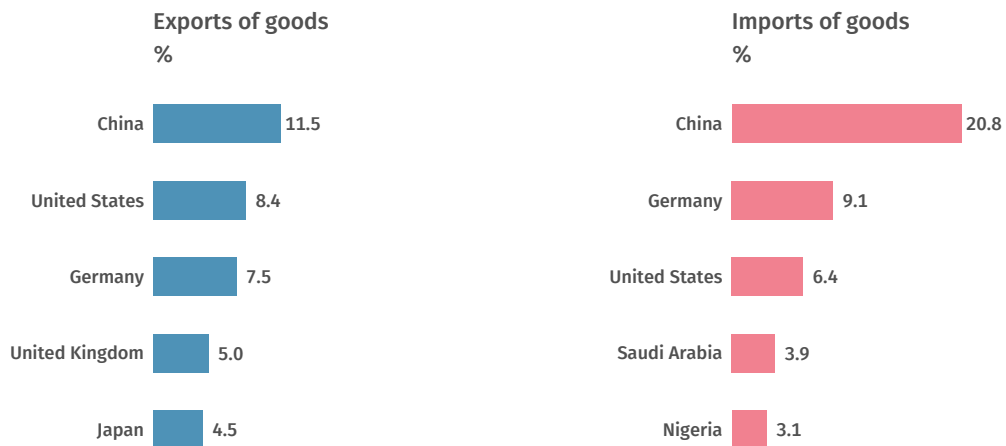 Exports of goods
%
China 11.5
United States 8.4
Germany 7.5
United Kingdom 5.0
Japan 4.5
Imports of goods
%
China 20.8
Germany 9.1
United States 6.4
Saudi Arabia 3.9
Nigeria 3.1